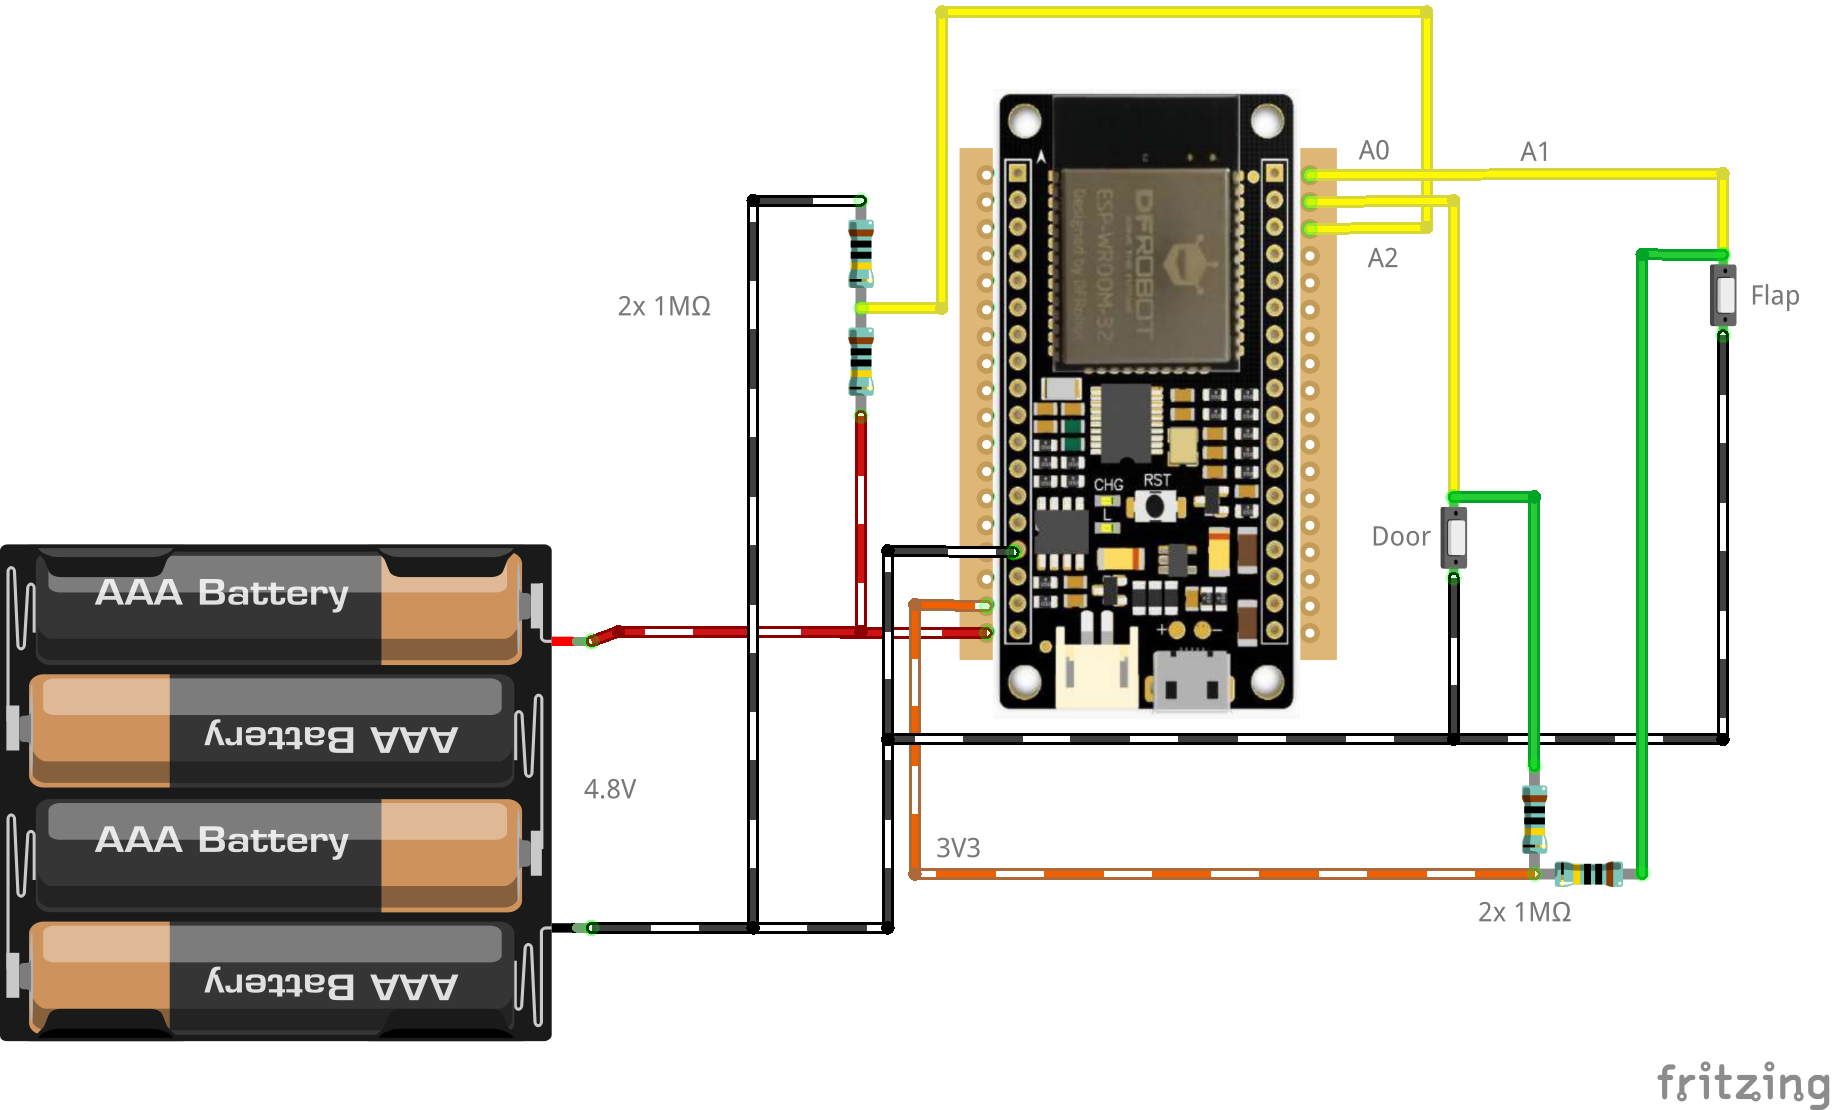 A0
A1
A2
2x 1MΩ
Flap
DFROBOT
ESP-WROOM-32
CHG
RST
L
Door
+
-
AAA Battery
AAA Battery
AAA Battery
AAA Battery
4.8V
3V3
2x 1MΩ
fritzing